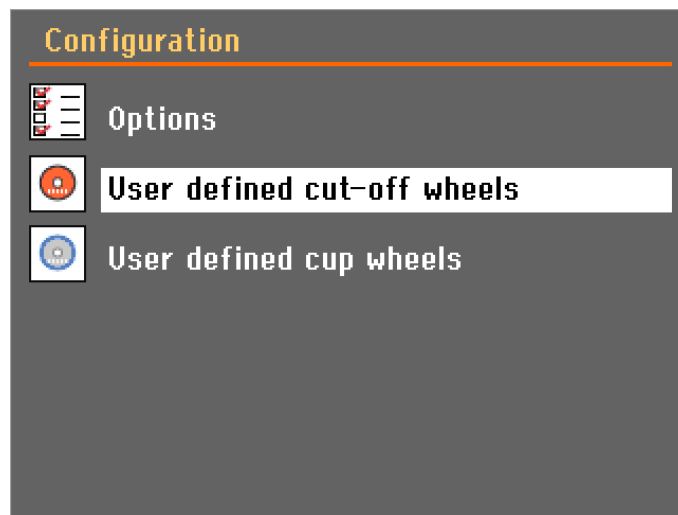 Configuration
Options
User defined cut-off wheels
User defined cup wheels